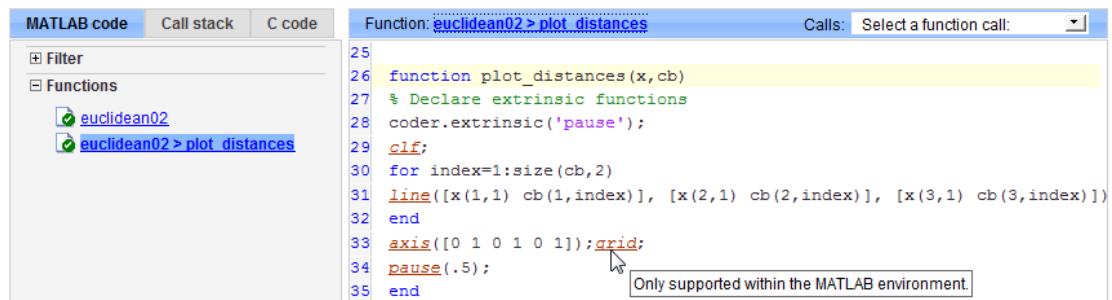 MATLAB code Call stack C code
Function: euclidean02 > plot_distances Calls: Select a function call:
Filter
Functions
euclidean02
euclidean02 > plot_distances
25
26 function plot_distances(x,cb)
27 % Declare extrinsic functions
28 coder.extrinsic('pause');
29 clf;
30 for index=1:size(cb,2)
31 line([x(1,1) cb(1,index)], [x(2,1) cb(2,index)], [x(3,1) cb(3,index)])
32 end
33 axis([0 1 0 1 0 1]);grid;
34 pause(.5);
Only supported within the MATLAB environment.
35 end